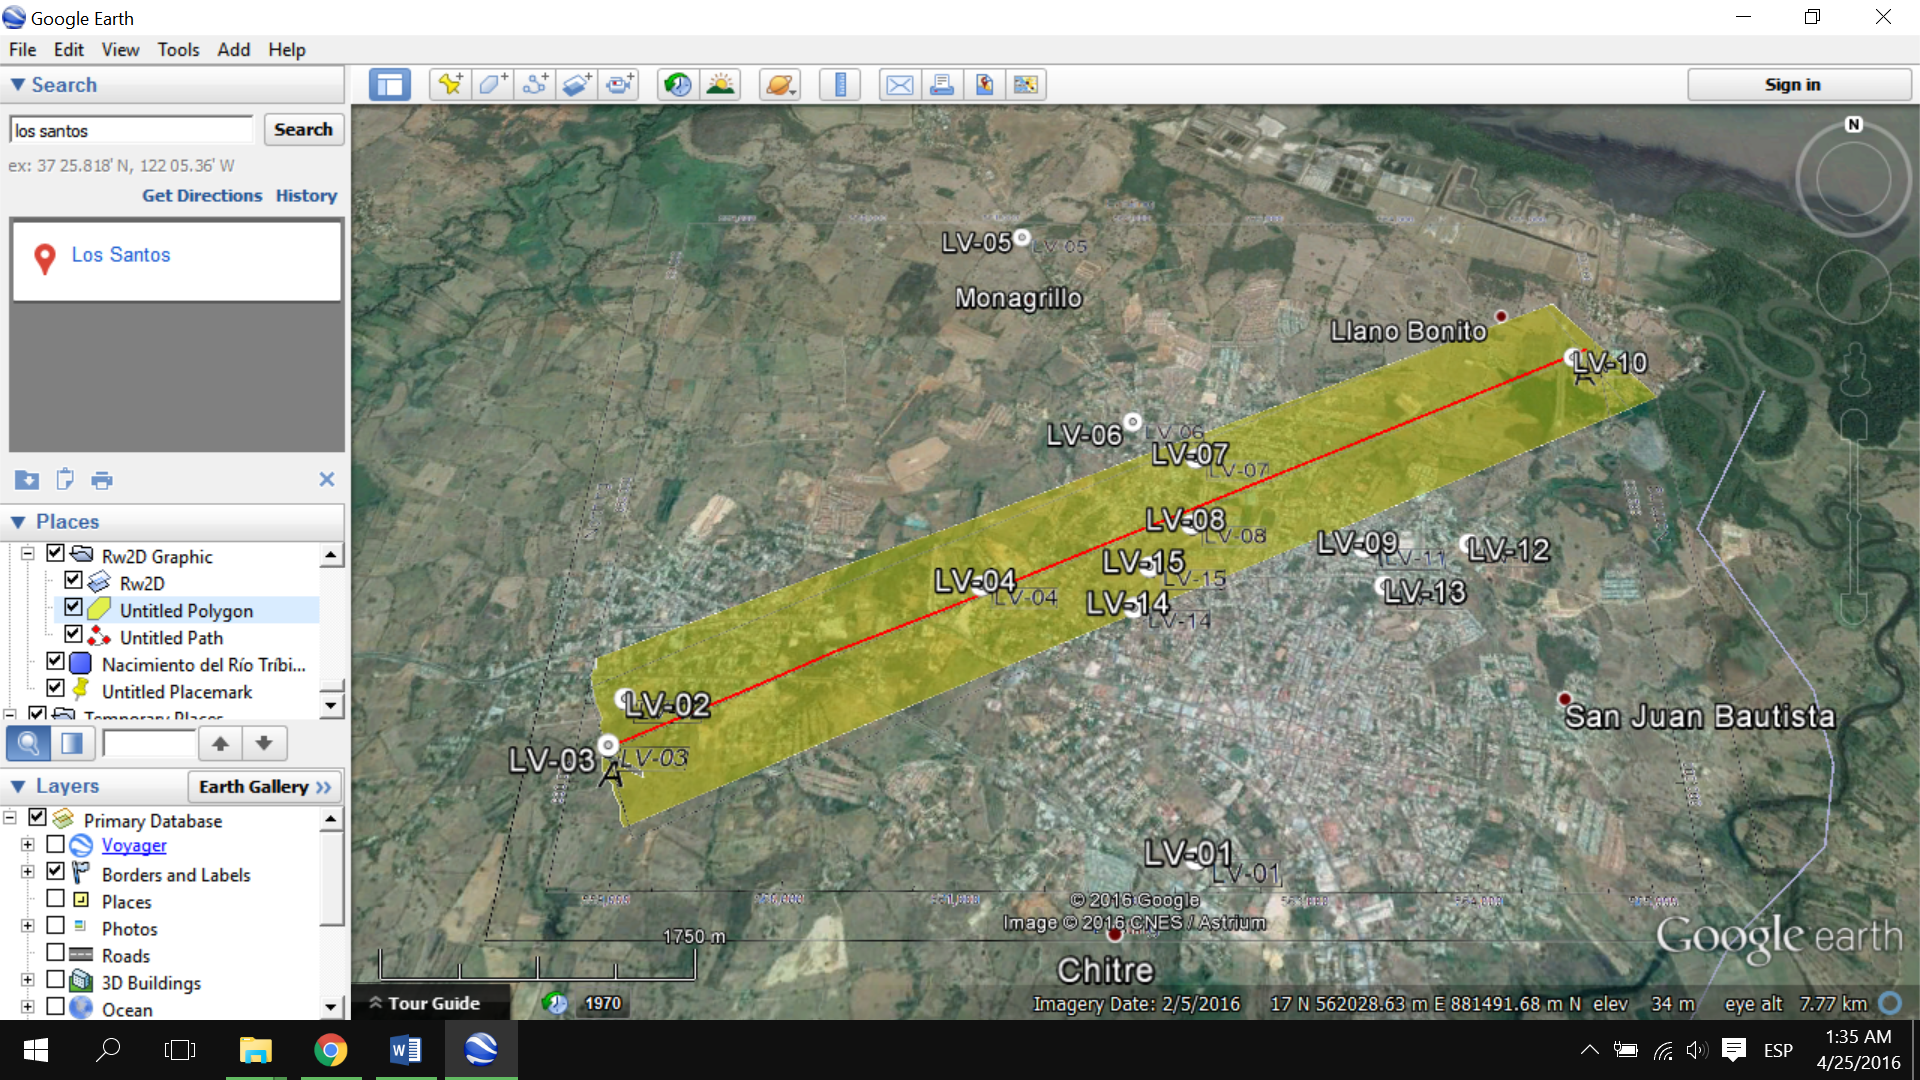 Google Earth
File Edit View Tools Add Help
Search
los santos
Search
ex: 37 25.818' N, 122 05.36' W
Get Directions History
Los Santos
Places
Rw2D Graphic
Rw2D
Untitled Polygon
Untitled Path
Nacimiento del Río Tríbi...
Untitled Placemark
Temporary Places
Layers
Earth Gallery >>
Primary Database
Voyager
Borders and Labels
Places
Photos
Roads
3D Buildings
Ocean
Sign in
N
LV-05 LV-05
Monagrillo
Llano Bonito
LV-10
A
LV-06 LV-06
LV-07
LV-07
LV-08
LV-08
LV-09
LV-11
LV-12
LV-15
LV-15
LV-04
LV-04
LV-13
LV-14
LV-14
LV-02
San Juan Bautista
LV-03
LV-03
A
LV-01
LV-01
© 2016 Google
Image © 2016 CNES / Astrium
1750 m
Google earth
Chitre
Tour Guide
1970
Imagery Date: 2/5/2016 17 N 562028.63 m E 881491.68 m N elev 34 m eye alt 7.77 km
ESP
1:35 AM
4/25/2016